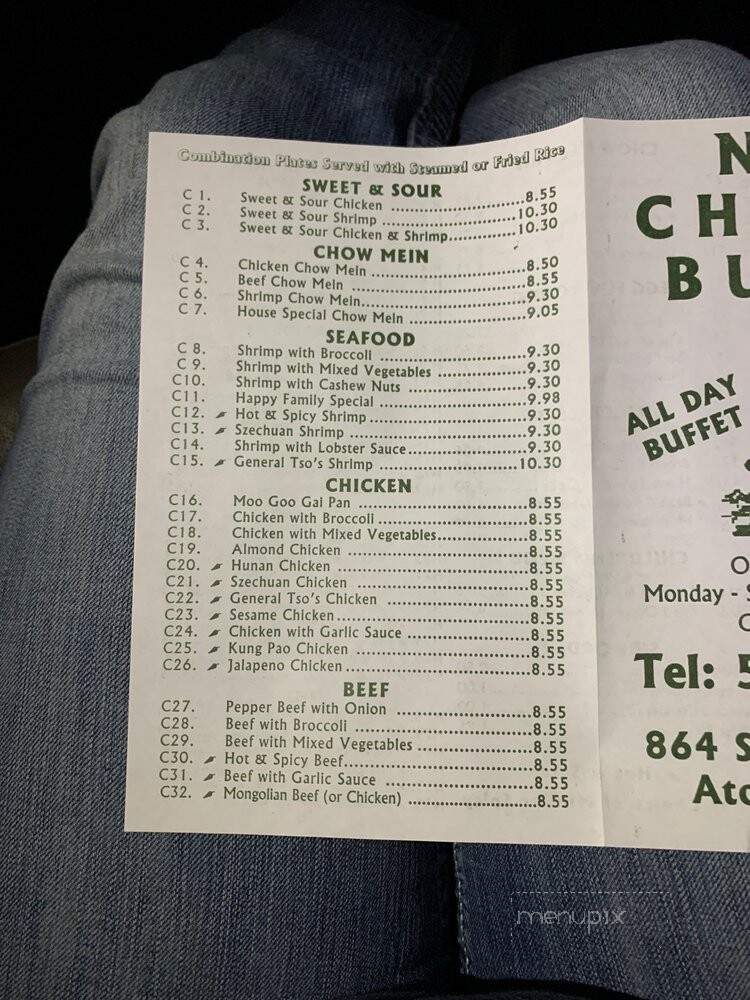 Combination Plates Served with Steamed or Fried Rice
SWEET & SOUR
C 1. Sweet & Sour Chicken ........................8.55
C 2. Sweet & Sour Shrimp ........................10.30
C 3. Sweet & Sour Chicken & Shrimp............10.30
CHOW MEIN
C 4. Chicken Chow Mein ..........................8.50
C 5. Beef Chow Mein ..............................8.55
C 6. Shrimp Chow Mein............................9.30
C 7. House Special Chow Mein ....................9.05
SEAFOOD
C 8. Shrimp with Broccoli ..........................9.30
C 9. Shrimp with Mixed Vegetables ................9.30
C10. Shrimp with Cashew Nuts ....................9.30
C11. Happy Family Special ........................9.98
C12. Hot & Spicy Shrimp ..........................9.30
C13. Szechuan Shrimp ............................9.30
C14. Shrimp with Lobster Sauce....................9.30
C15. General Tso's Shrimp ........................10.30
CHICKEN
C16. Moo Goo Gai Pan ............................8.55
C17. Chicken with Broccoli ........................8.55
C18. Chicken with Mixed Vegetables................8.55
C19. Almond Chicken ..............................8.55
C20. Hunan Chicken ..............................8.55
C21. Szechuan Chicken ............................8.55
C22. General Tso's Chicken ........................8.55
C23. Sesame Chicken..............................8.55
C24. Chicken with Garlic Sauce ....................8.55
C25. Kung Pao Chicken ............................8.55
C26. Jalapeno Chicken ............................8.55
BEEF
C27. Pepper Beef with Onion ......................8.55
C28. Beef with Broccoli ............................8.55
C29. Beef with Mixed Vegetables ..................8.55
C30. Hot & Spicy Beef..............................8.55
C31. Beef with Garlic Sauce ........................8.55
C32. Mongolian Beef (or Chicken) ..................8.55
N
CH
BU
ALL DAY
BUFFET
O
Monday - S
C
Tel: 5
864 S
Ato
menupix